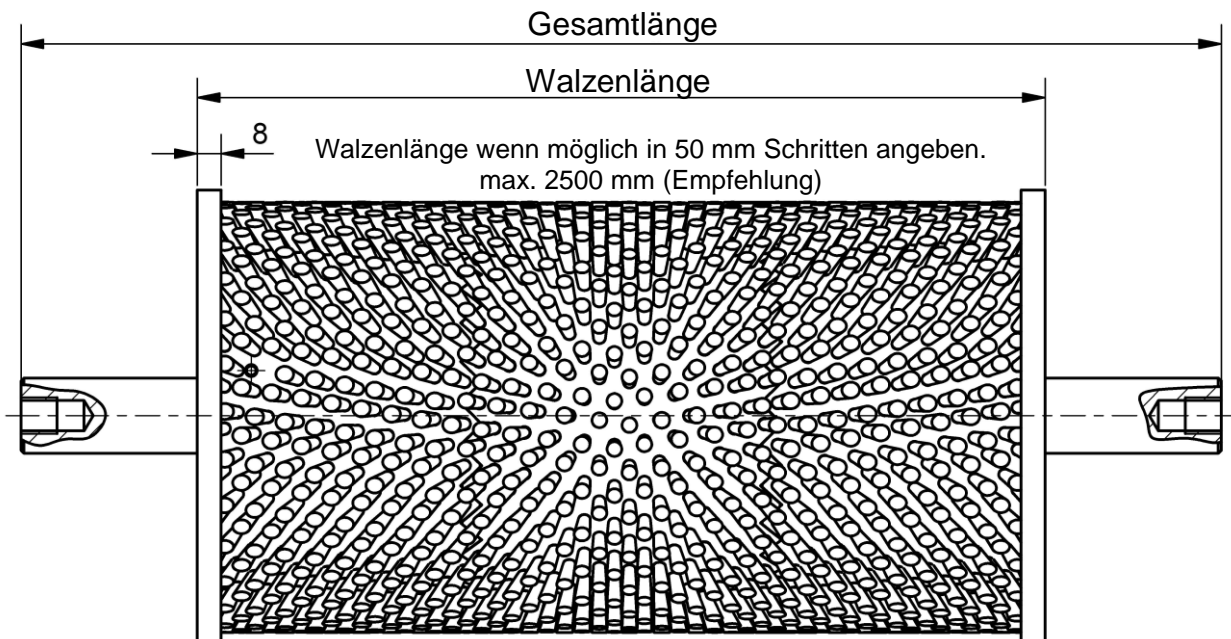 Gesamtlänge
Walzenlänge
8
Walzenlänge wenn möglich in 50 mm Schritten angeben.
max. 2500 mm (Empfehlung)